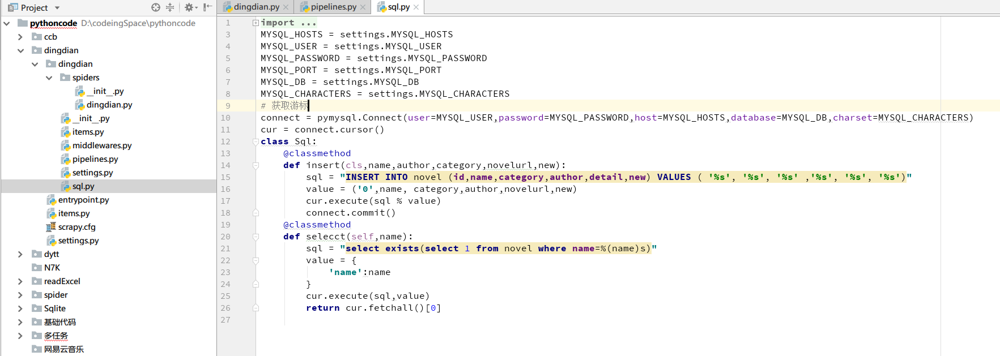 Project
pythoncode D:\codeingSpace\pythoncode
ccb
dingdian
dingdian
spiders
__init__.py
dingdian.py
__init__.py
items.py
middlewares.py
pipelines.py
settings.py
sql.py
entrypoint.py
items.py
scrapy.cfg
settings.py
dytt
N7K
readExcel
spider
Sqlite
基础代码
多任务
网易云音乐
dingdian.py
pipelines.py
sql.py
1 import ...
3 MYSQL_HOSTS = settings.MYSQL_HOSTS
4 MYSQL_USER = settings.MYSQL_USER
5 MYSQL_PASSWORD = settings.MYSQL_PASSWORD
6 MYSQL_PORT = settings.MYSQL_PORT
7 MYSQL_DB = settings.MYSQL_DB
8 MYSQL_CHARACTERS = settings.MYSQL_CHARACTERS
9 # 获取游标
10 connect = pymysql.Connect(user=MYSQL_USER,password=MYSQL_PASSWORD,host=MYSQL_HOSTS,database=MYSQL_DB,charset=MYSQL_CHARACTERS)
11 cur = connect.cursor()
12 class Sql:
13 @classmethod
14 def insert(cls,name,author,category,novelurl,new):
15 sql = "INSERT INTO novel (id,name,category,author,detail,new) VALUES ( '%s', '%s', '%s' ,'%s', '%s', '%s')"
16 value = ('0',name, category,author,novelurl,new)
17 cur.execute(sql % value)
18 connect.commit()
19 @classmethod
20 def selecct(self,name):
21 sql = "select exists(select 1 from novel where name=%(name)s)"
22 value = {
23 'name':name
24 }
25 cur.execute(sql,value)
26 return cur.fetchall()[0]
27